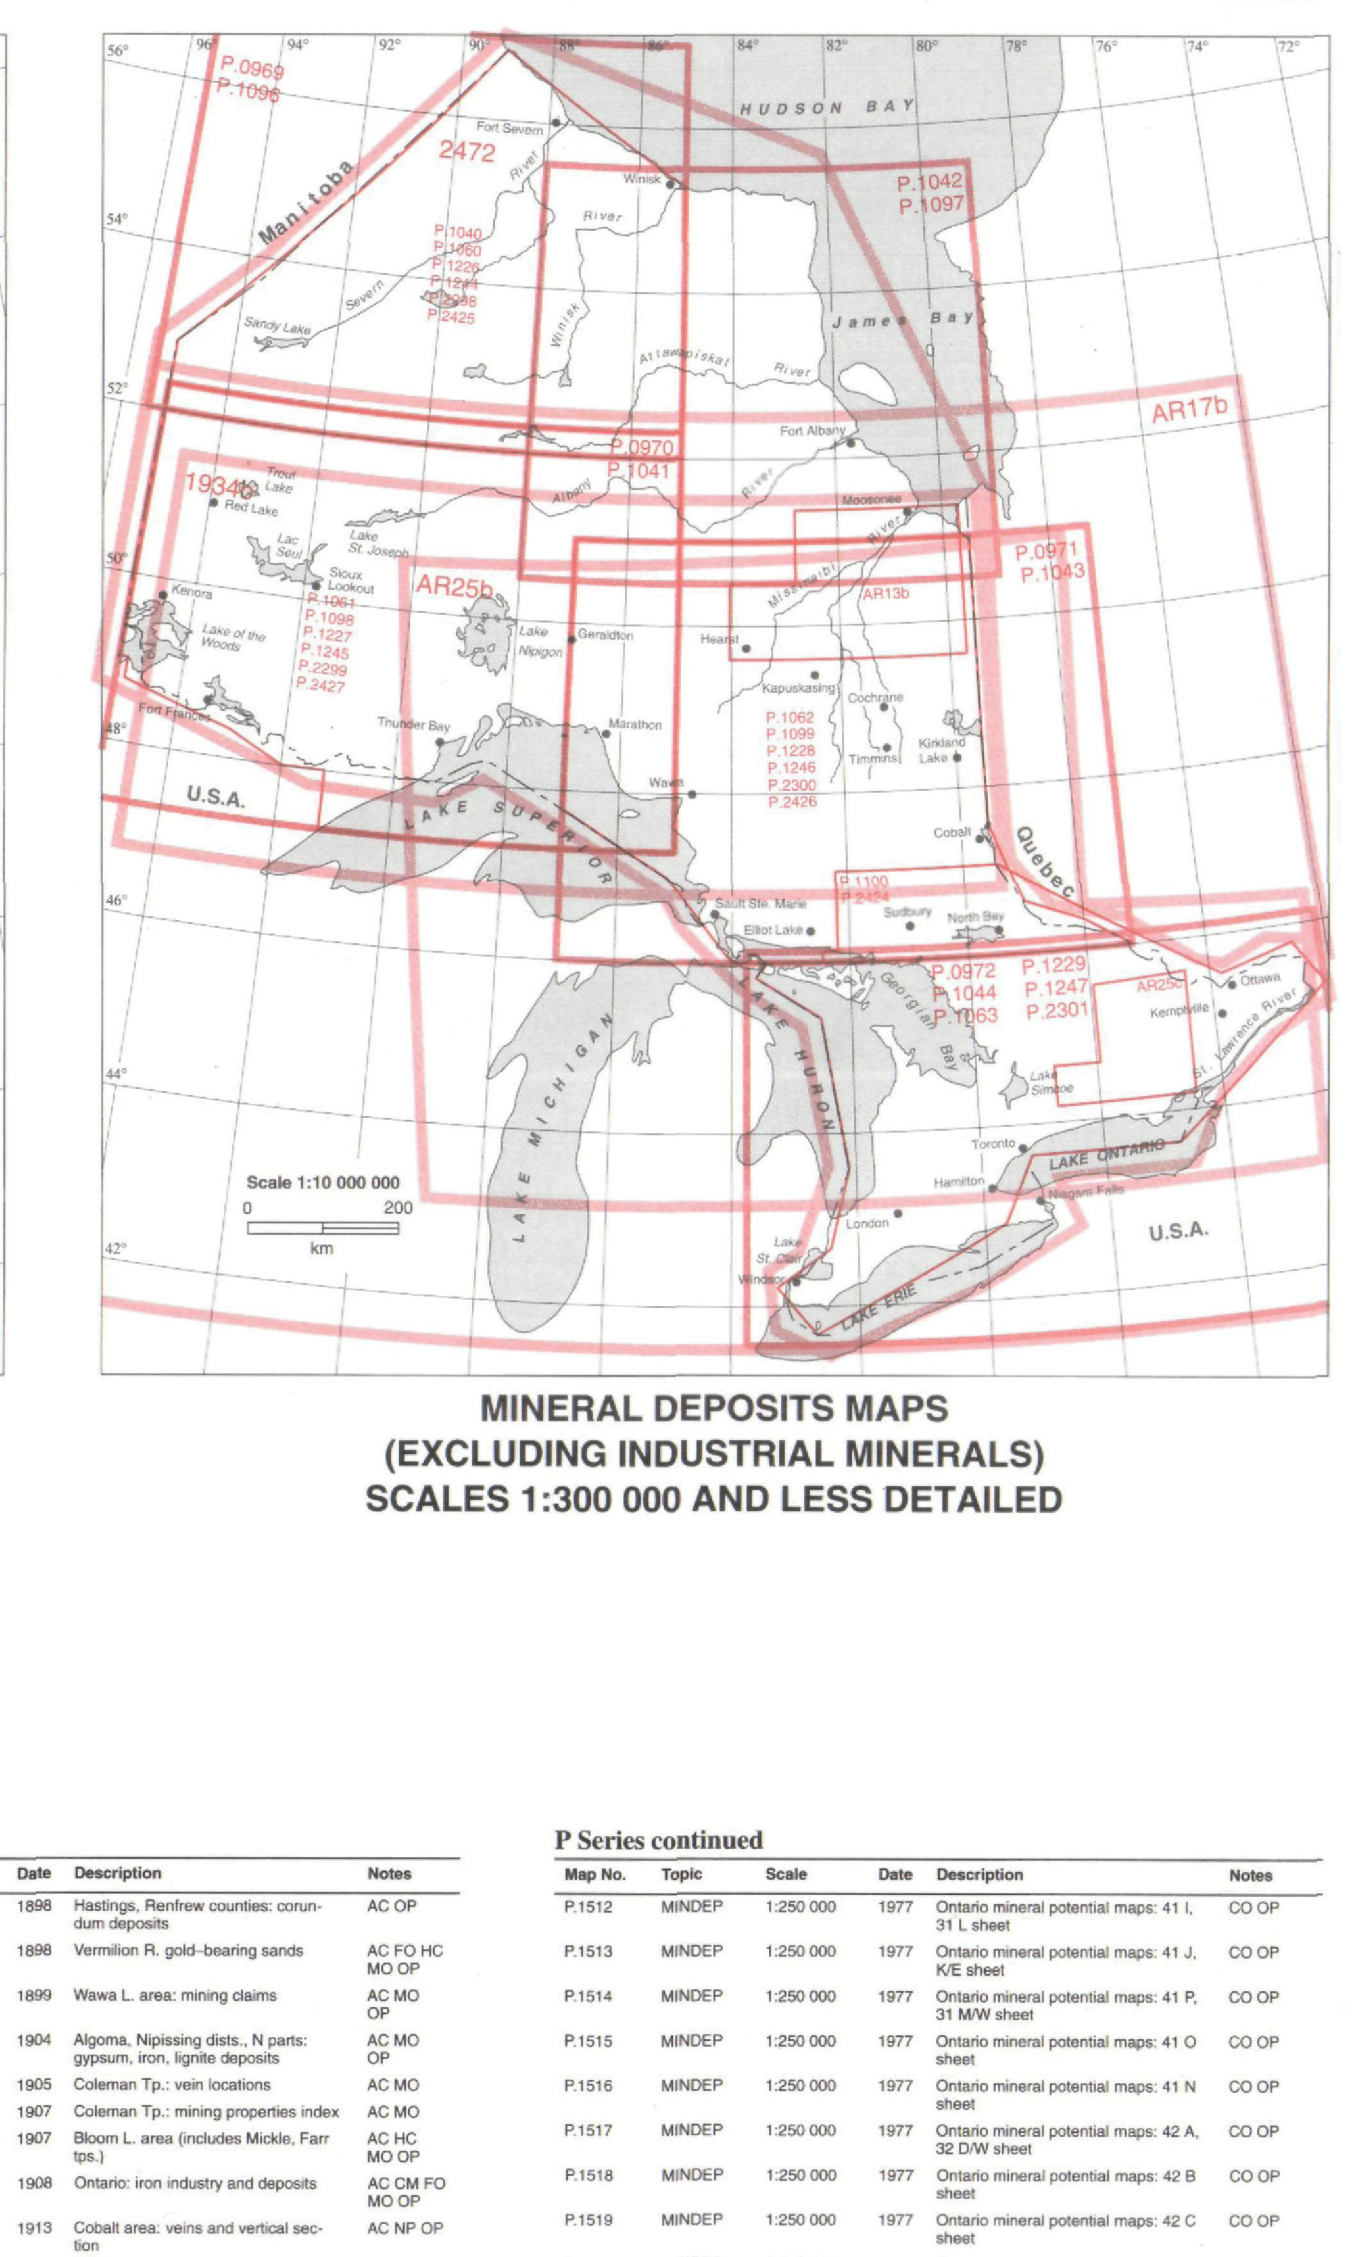 96° 94° 92° 90° 88° 86° 84° 82° 80° 78° 76° 74° 72°
56°
P.0969
P.1096
HUDSON BAY
Fort Severn
2472
River
Manitoba
Winisk
P.1042
P.1097
54°
River
P.1040
P.1060
P.1226
P.1244
P.2298
P.2425
Severn
Winisk
Sandy Lake
James Bay
Attawapiskat
River
52°
AR17b
Fort Albany
P.0970
P.1041
Trout
Lake
Red Lake
Albany
River
Moosonee
River
Lake
St. Joseph
Lac
Seul
50°
Sioux
Lookout
P.0971
P.1043
AR25b
Missinaibi
AR13b
Kenora
P.1061
P.1098
P.1227
P.1245
P.2299
P.2427
Lake of the
Woods
Lake
Nipigon
Geraldton
Hearst
Kapuskasing
Cochrane
Fort Frances
48°
Thunder Bay
Marathon
P.1062
P.1099
P.1228
P.1246
P.2300
P.2426
Timmins
Kirkland
Lake
Wawa
U.S.A.
LAKE SUPERIOR
Cobalt
Quebec
46°
P.1100
P.2424
Sault Ste. Marie
Sudbury
North Bay
Elliot Lake
P.0972
P.1044
P.1063
P.1229
P.1247
P.2301
Georgian
Bay
AR25c
Ottawa
Kemptville
St. Lawrence River
LAKE HURON
LAKE MICHIGAN
44°
Lake
Simcoe
Toronto
LAKE ONTARIO
Hamilton
Niagara Falls
Scale 1:10 000 000
0 200
km
London
U.S.A.
42°
Lake
St. Clair
Windsor
LAKE ERIE
MINERAL DEPOSITS MAPS
(EXCLUDING INDUSTRIAL MINERALS)
SCALES 1:300 000 AND LESS DETAILED
Date Description Notes
1898 Hastings, Renfrew counties: corun- AC OP
dum deposits
1898 Vermilion R. gold–bearing sands AC FO HC
MO OP
1899 Wawa L. area: mining claims AC MO
OP
1904 Algoma, Nipissing dists., N parts: AC MO
gypsum, iron, lignite deposits OP
1905 Coleman Tp.: vein locations AC MO
1907 Coleman Tp.: mining properties index AC MO
1907 Bloom L. area (includes Mickle, Farr AC HC
tps.) MO OP
1908 Ontario: iron industry and deposits AC CM FO
MO OP
1913 Cobalt area: veins and vertical sec- AC NP OP
tion
P Series continued
Map No. Topic Scale Date Description Notes
P.1512 MINDEP 1:250 000 1977 Ontario mineral potential maps: 41 I, CO OP
31 L sheet
P.1513 MINDEP 1:250 000 1977 Ontario mineral potential maps: 41 J, CO OP
K/E sheet
P.1514 MINDEP 1:250 000 1977 Ontario mineral potential maps: 41 P, CO OP
31 M/W sheet
P.1515 MINDEP 1:250 000 1977 Ontario mineral potential maps: 41 O CO OP
sheet
P.1516 MINDEP 1:250 000 1977 Ontario mineral potential maps: 41 N CO OP
sheet
P.1517 MINDEP 1:250 000 1977 Ontario mineral potential maps: 42 A, CO OP
32 D/W sheet
P.1518 MINDEP 1:250 000 1977 Ontario mineral potential maps: 42 B CO OP
sheet
P.1519 MINDEP 1:250 000 1977 Ontario mineral potential maps: 42 C CO OP
sheet